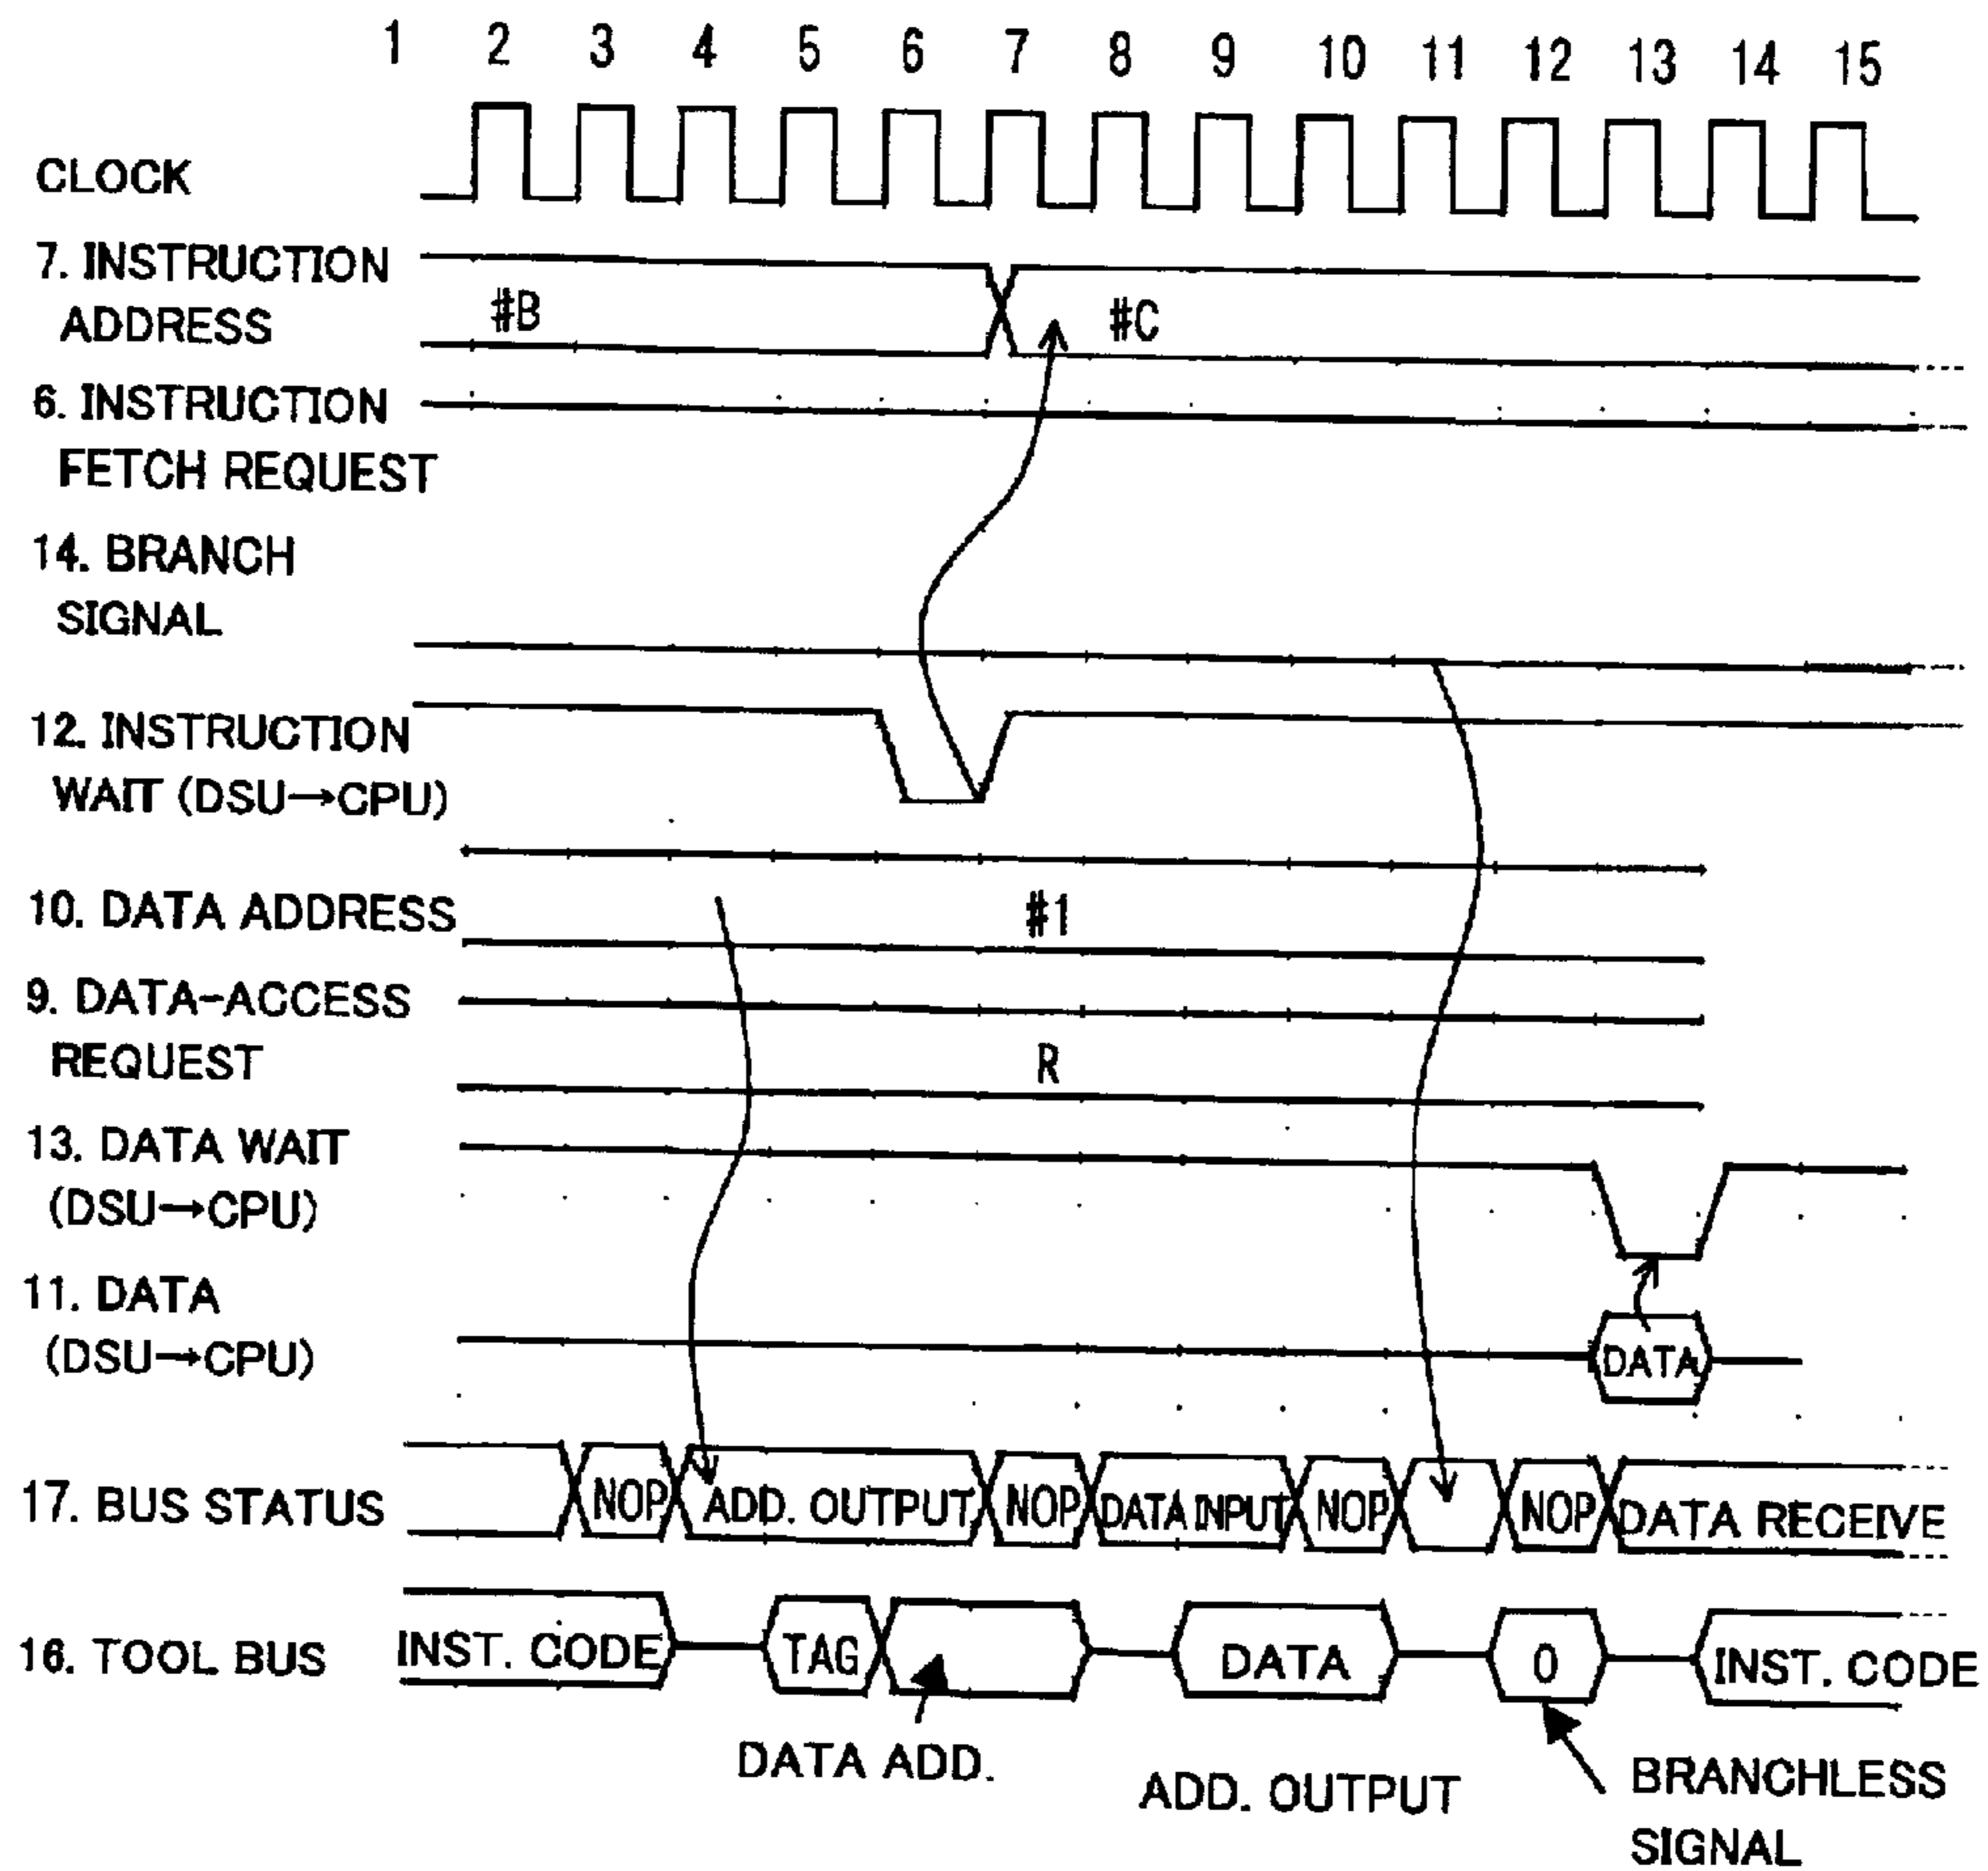 1 2 3 4 5 6 7 8 9 10 11 12 13 14 15
CLOCK
7. INSTRUCTION
ADDRESS
#B
#C
6. INSTRUCTION
FETCH REQUEST
14. BRANCH
SIGNAL
12. INSTRUCTION
WAIT (DSU→CPU)
10. DATA ADDRESS
#1
9. DATA-ACCESS
REQUEST
R
13. DATA WAIT
(DSU→CPU)
11. DATA
(DSU→CPU)
DATA
17. BUS STATUS
NOP ADD. OUTPUT NOP DATA INPUT NOP NOP DATA RECEIVE
16. TOOL BUS
INST. CODE TAG DATA 0 INST. CODE
DATA ADD.
ADD. OUTPUT
BRANCHLESS
SIGNAL